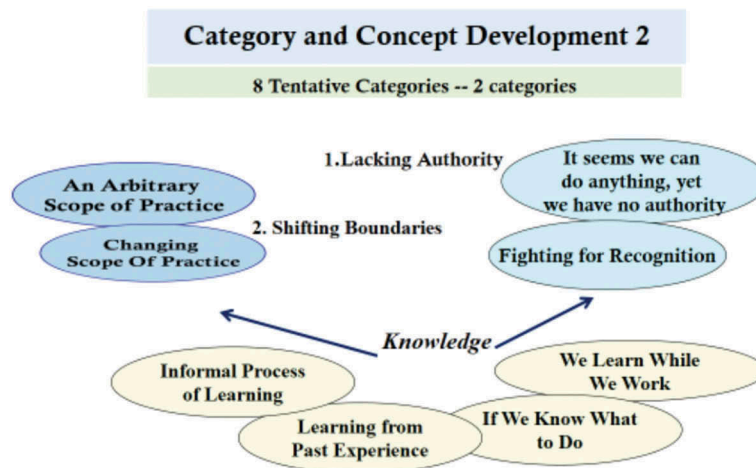 Category and Concept Development 2
8 Tentative Categories -- 2 categories
1.Lacking Authority
It seems we can
do anything, yet
we have no authority
An Arbitrary
Scope of Practice
2. Shifting Boundaries
Changing
Scope Of Practice
Fighting for Recognition
Knowledge
Informal Process
of Learning
We Learn While
We Work
Learning from
Past Experience
If We Know What
to Do